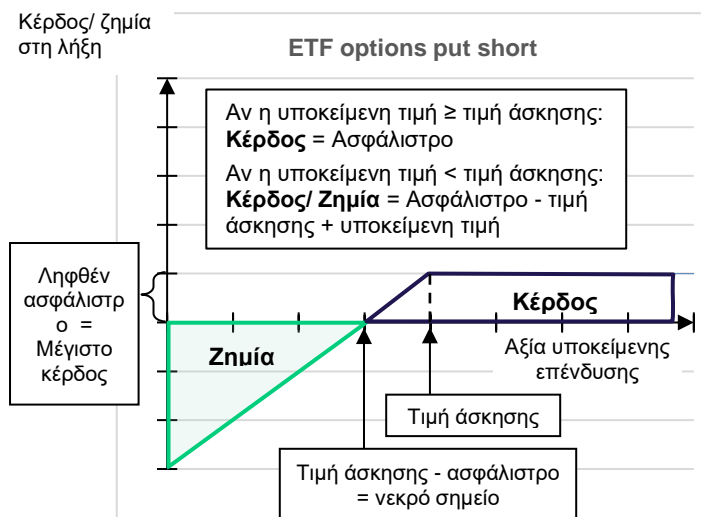 Κέρδος/ ζημία
στη λήξη
ETF options put short
Αν η υποκείμενη τιμή ≥ τιμή άσκησης:
Κέρδος = Ασφάλιστρο
Αν η υποκείμενη τιμή < τιμή άσκησης:
Κέρδος/ Ζημία = Ασφάλιστρο - τιμή
άσκησης + υποκείμενη τιμή
Ληφθέν
ασφάλιστρ
ο =
Μέγιστο
κέρδος
Κέρδος
Ζημία
Αξία υποκείμενης
επένδυσης
Τιμή άσκησης
Τιμή άσκησης - ασφάλιστρο
= νεκρό σημείο